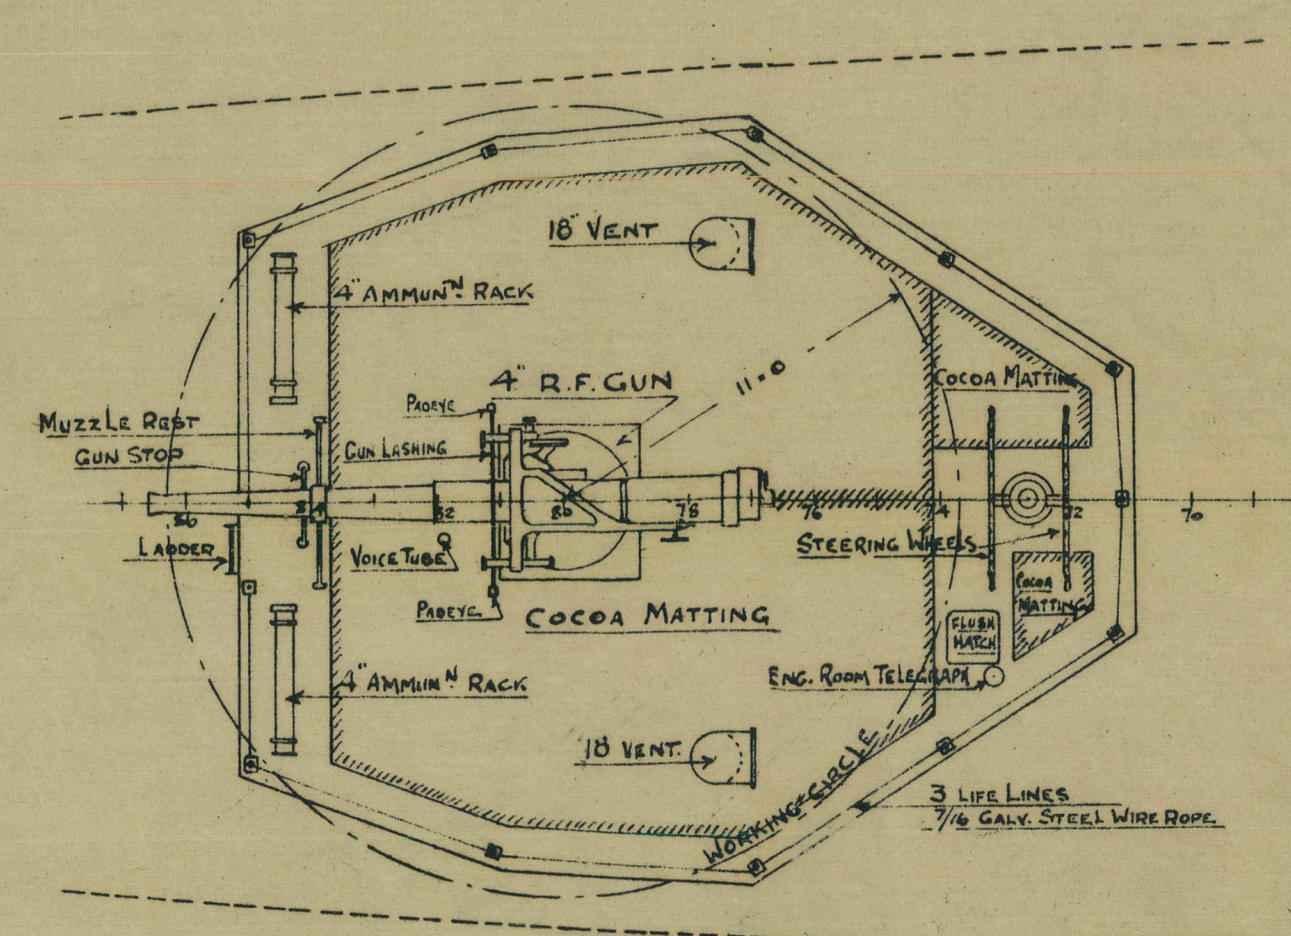 18" VENT
4" AMMUNN. RACK
11=0
4" R.F. GUN
COCOA MATTING
PADEYE
MUZZLE REST
GUN STOP
GUN LASHING
86
82
80
78
76
74
72
70
LADDER
VOICE TUBE
STEERING WHEELS
COCOA
MATTING
PADEYE
COCOA MATTING
FLUSH
HATCH
4" AMMUNN RACK
ENG. ROOM TELEGRAPH
18" VENT.
WORKING CIRCLE
3 LIFE LINES
7/16 GALV. STEEL WIRE ROPE